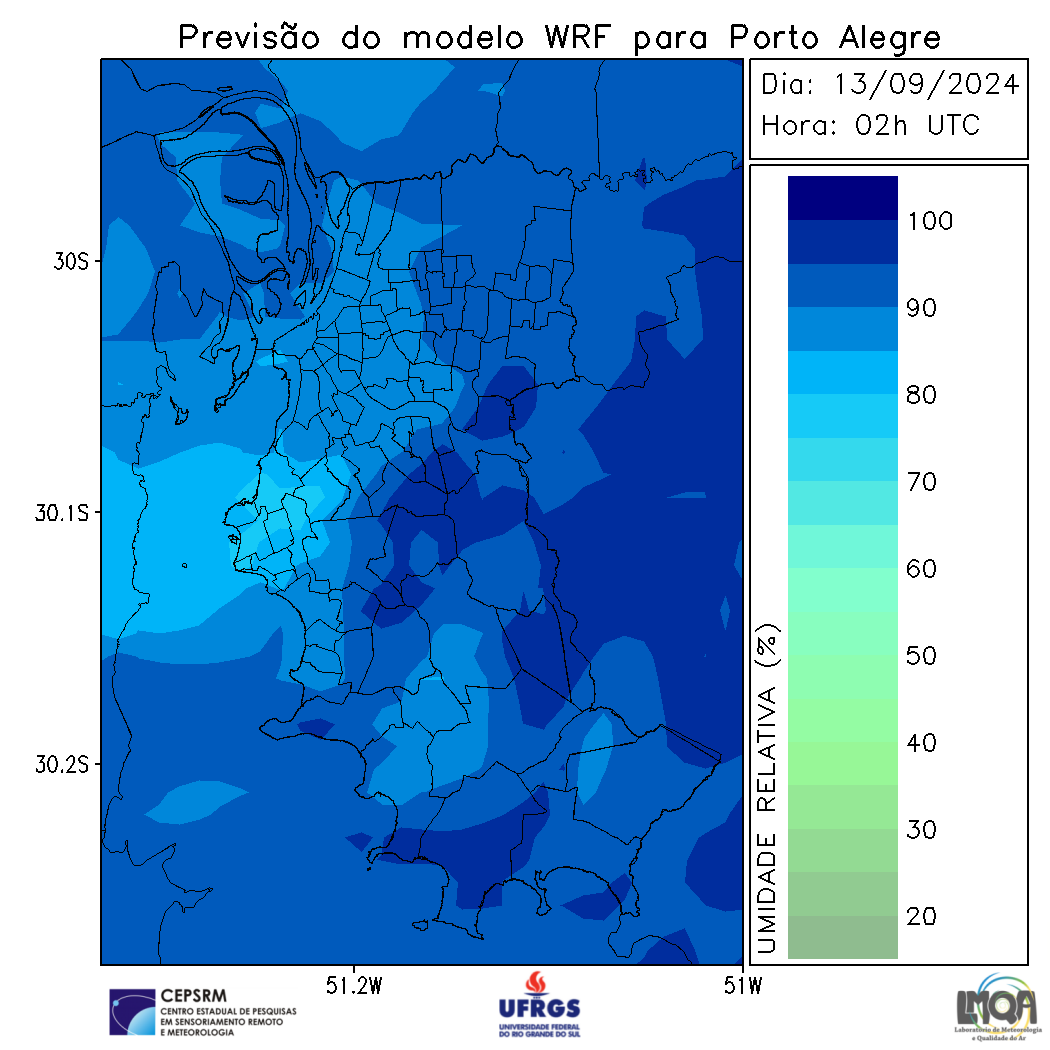 Previsão do modelo WRF para Porto Alegre
Dia: 13/09/2024
Hora: 02h UTC
30S
30.1S
30.2S
51.2W
51W
UMIDADE RELATIVA (%)
100
90
80
70
60
50
40
30
20
CEPSRM
CENTRO ESTADUAL DE PESQUISAS
EM SENSORIAMENTO REMOTO
E METEOROLOGIA
UFRGS
UNIVERSIDADE FEDERAL
DO RIO GRANDE DO SUL
LMQA
Laboratório de Meteorologia
e Qualidade do Ar